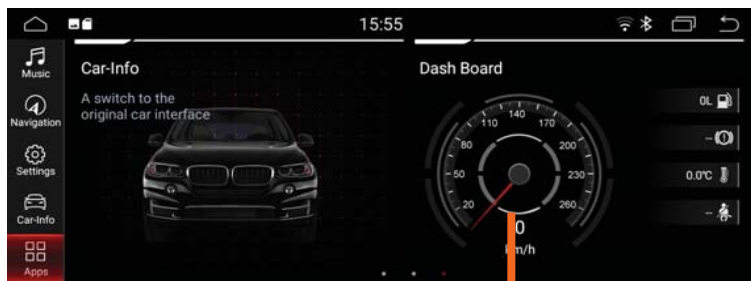 15:55
Music
Navigation
Settings
Car-Info
Apps
Car-Info
A switch to the
original car interface
Dash Board
20
50
80
110
140
170
200
230
260
0
km/h
0L
--
0.0℃
--